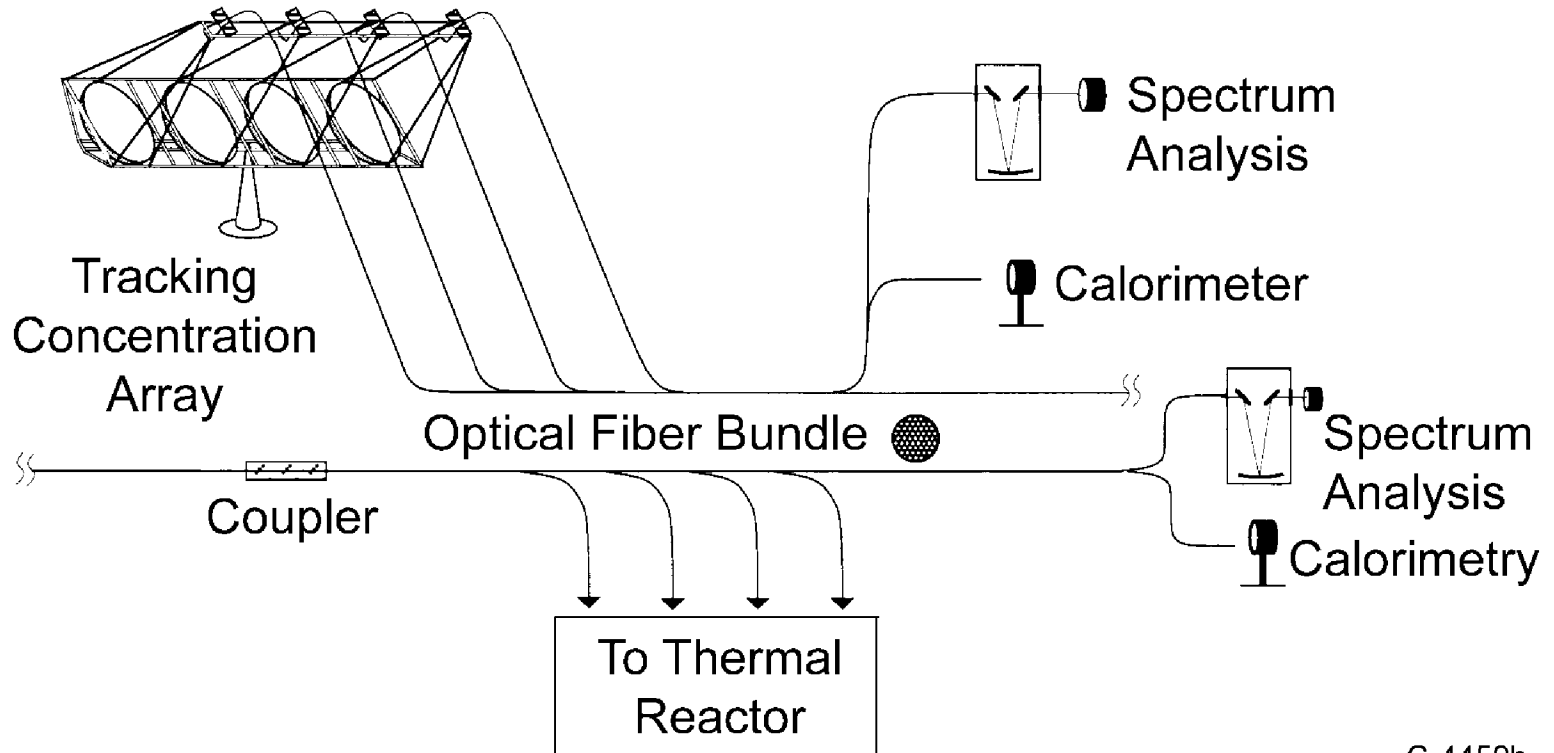 Spectrum
Analysis
Calorimeter
Tracking
Concentration
Array
Optical Fiber Bundle
Spectrum
Analysis
Coupler
Calorimetry
To Thermal
Reactor